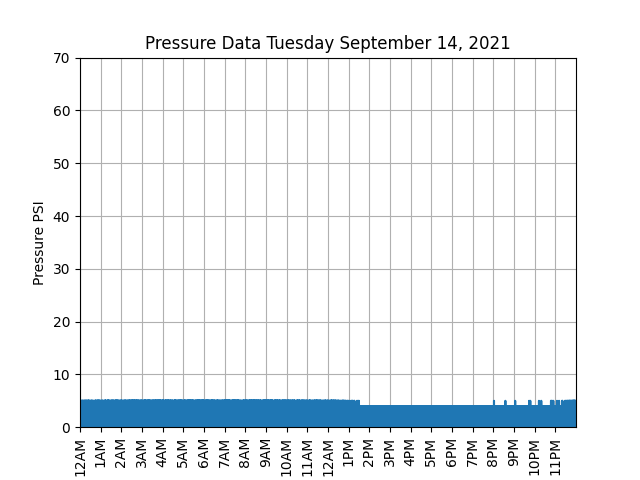 Pressure Data Tuesday September 14, 2021
Pressure PSI
70
60
50
40
30
20
10
0
12AM
1AM
2AM
3AM
4AM
5AM
6AM
7AM
8AM
9AM
10AM
11AM
12AM
1PM
2PM
3PM
4PM
5PM
6PM
7PM
8PM
9PM
10PM
11PM